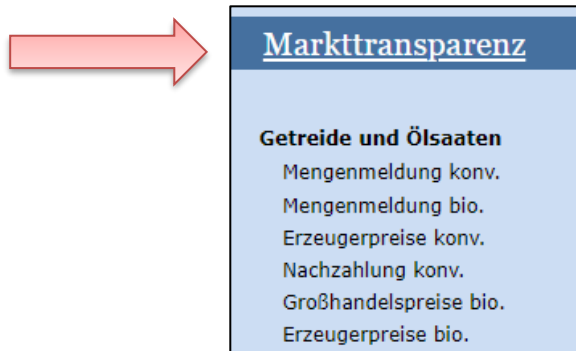 Markttransparenz
Getreide und Ölsaaten
Mengenmeldung konv.
Mengenmeldung bio.
Erzeugerpreise konv.
Nachzahlung konv.
Großhandelspreise bio.
Erzeugerpreise bio.